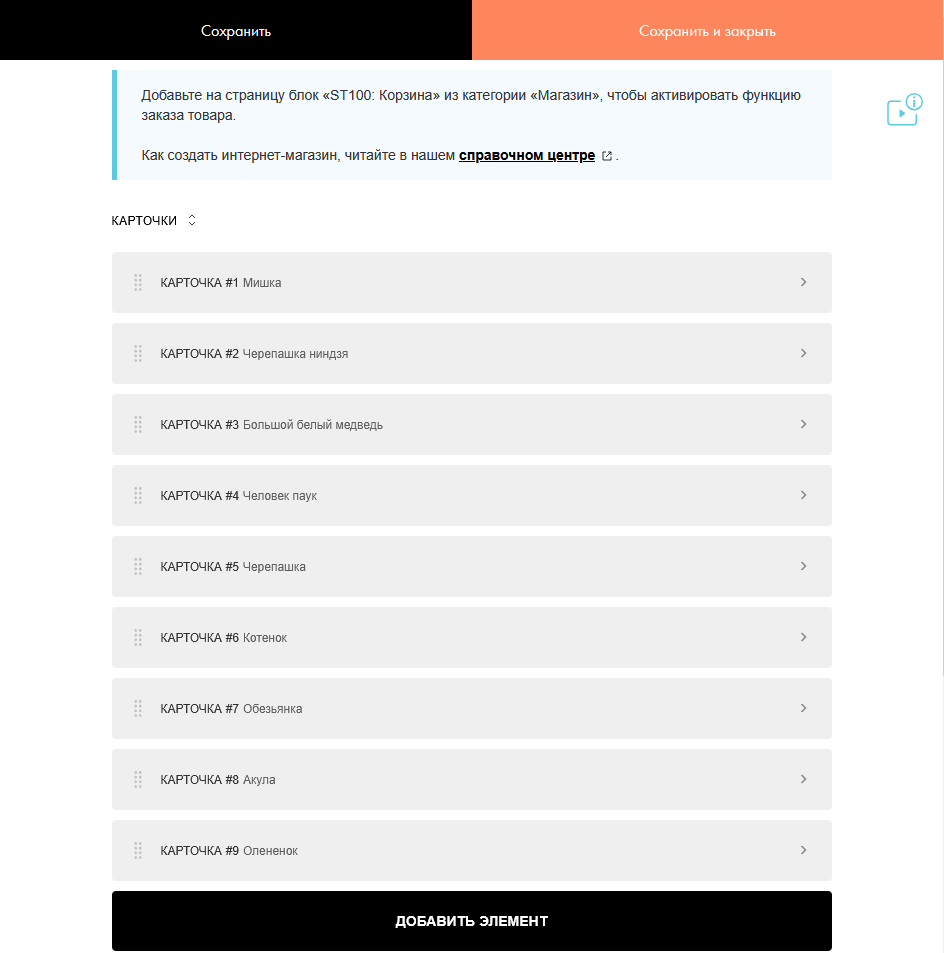 Сохранить
Сохранить и закрыть
Добавьте на страницу блок «ST100: Корзина» из категории «Магазин», чтобы активировать функцию
заказа товара.
Как создать интернет-магазин, читайте в нашем справочном центре .
КАРТОЧКИ
КАРТОЧКА #1 Мишка
КАРТОЧКА #2 Черепашка ниндзя
КАРТОЧКА #3 Большой белый медведь
КАРТОЧКА #4 Человек паук
КАРТОЧКА #5 Черепашка
КАРТОЧКА #6 Котенок
КАРТОЧКА #7 Обезьянка
КАРТОЧКА #8 Акула
КАРТОЧКА #9 Олененок
ДОБАВИТЬ ЭЛЕМЕНТ